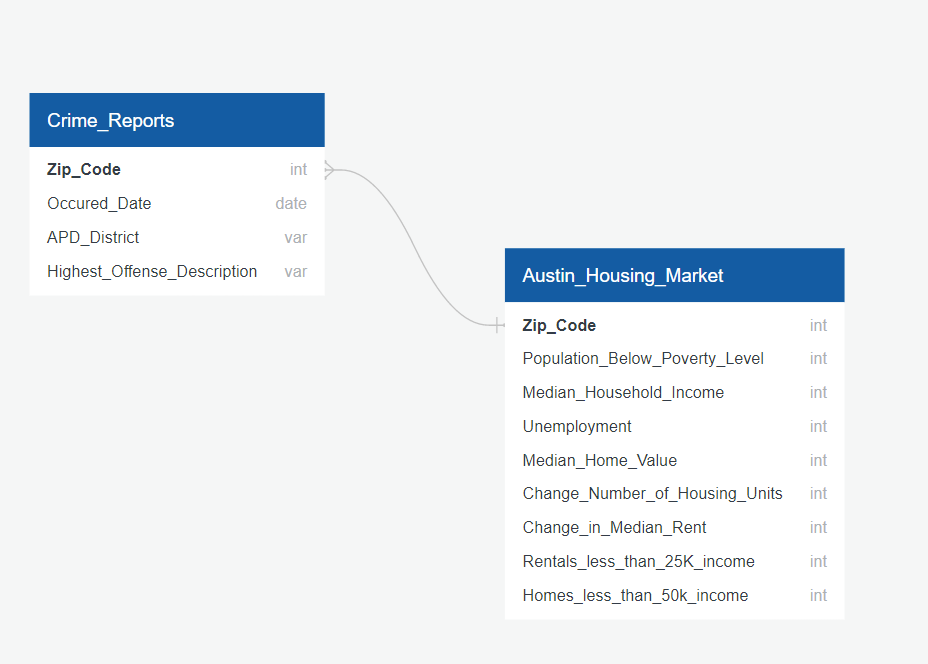 Crime_Reports
Zip_Code int
Occured_Date date
APD_District var
Highest_Offense_Description var
Austin_Housing_Market
Zip_Code int
Population_Below_Poverty_Level int
Median_Household_Income int
Unemployment int
Median_Home_Value int
Change_Number_of_Housing_Units int
Change_in_Median_Rent int
Rentals_less_than_25K_income int
Homes_less_than_50k_income int